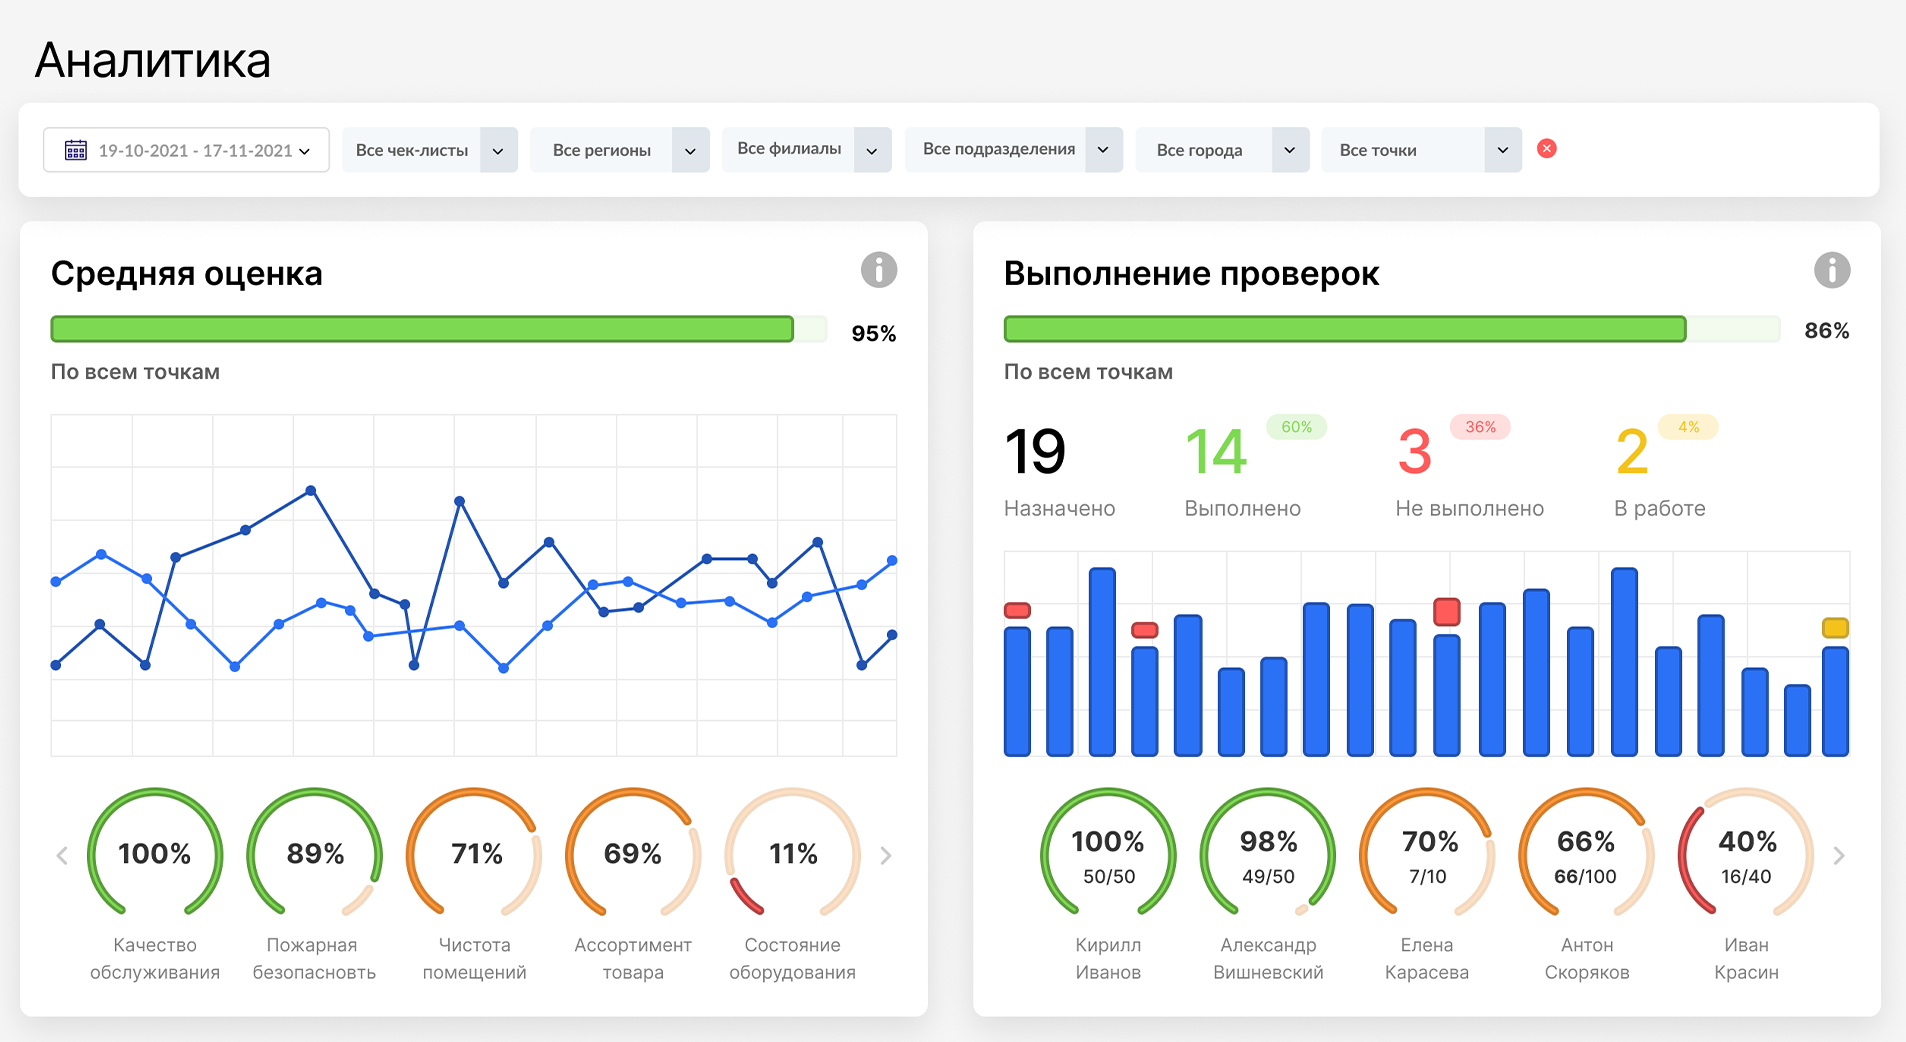 Аналитика
19-10-2021 - 17-11-2021
Все чек-листы
Все регионы
Все филиалы
Все подразделения
Все города
Все точки
Средняя оценка
95%
По всем точкам
100%
89%
71%
69%
11%
Качество
обслуживания
Пожарная
безопасновть
Чистота
помещений
Ассортимент
товара
Состояние
оборудования
Выполнение проверок
86%
По всем точкам
19
Назначено
14
60%
Выполнено
3
36%
Не выполнено
2
4%
В работе
100%
50/50
Кирилл
Иванов
98%
49/50
Александр
Вишневский
70%
7/10
Елена
Карасева
66%
66/100
Антон
Скоряков
40%
16/40
Иван
Красин